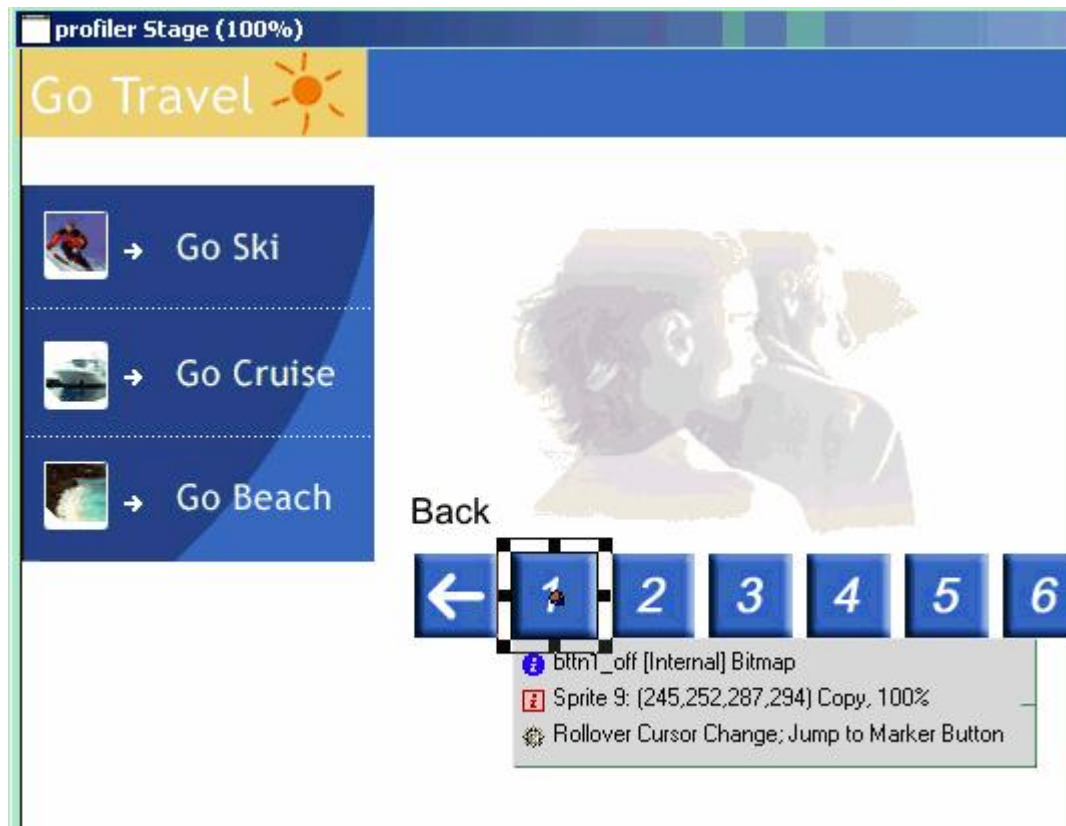 profiler Stage (100%)
Go Travel
Go Ski
Go Cruise
Go Beach
Back
1 2 3 4 5 6
bttn1_off [Internal] Bitmap
Sprite 9: (245,252,287,294) Copy, 100%
Rollover Cursor Change; Jump to Marker Button